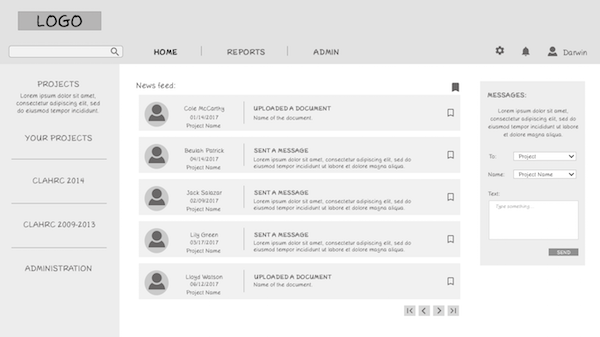 LOGO
HOME
REPORTS
ADMIN
Darwin
PROJECTS
Lorem ipsum dolor sit amet,
consectetur adipiscing elit, sed do
eiusmod tempor incididunt.
YOUR PROJECTS
CLAHRC 2014
CLAHRC 2009-2013
ADMINISTRATION
News feed:
Cole McCarthy
01/14/2017
Project Name
UPLOADED A DOCUMENT
Name of the document
Beulah Patrick
04/14/2017
Project Name
SENT A MESSAGE
Lorem ipsum dolor sit amet, consectetur adipiscing elit, sed do
eiusmod tempor incididunt ut labore et dolore magna aliqua.
Jack Salazar
02/09/2017
Project Name
SENT A MESSAGE
Lorem ipsum dolor sit amet, consectetur adipiscing elit, sed do
eiusmod tempor incididunt ut labore et dolore magna aliqua.
Lily Green
03/17/2017
Project Name
SENT A MESSAGE
Lorem ipsum dolor sit amet, consectetur adipiscing elit, sed do
eiusmod tempor incididunt ut labore et dolore magna aliqua.
Lloyd Watson
06/12/2017
Project Name
UPLOADED A DOCUMENT
Name of the document
MESSAGES:
Lorem ipsum dolor sit amet,
consectetur adipiscing elit, sed do
eiusmod tempor incididunt ut labore
et dolore magna aliqua.
To:
Project
Name:
Project Name
Text:
Type something...
SEND